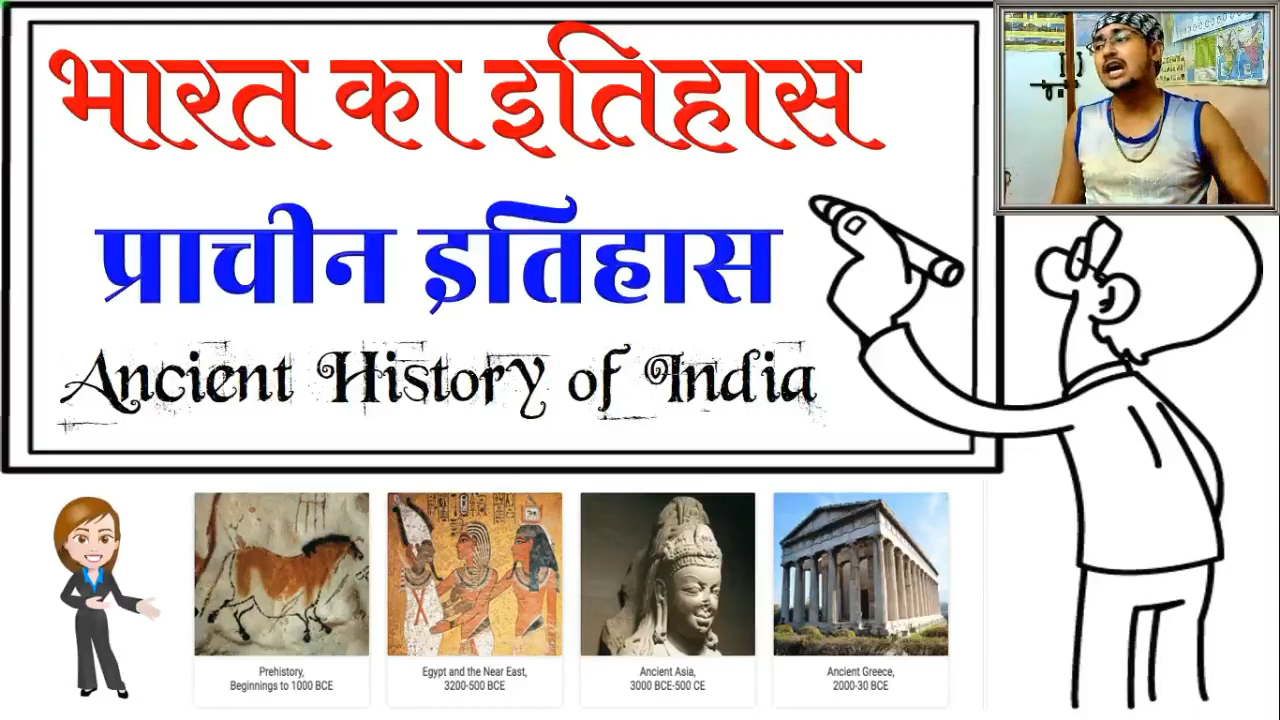 भारत का इतिहास
प्राचीन इतिहास
Ancient History of India
Prehistory,
Beginnings to 1000 BCE
Egypt and the Near East,
3200-500 BCE
Ancient Asia,
3000 BCE-500 CE
Ancient Greece,
2000-30 BCE